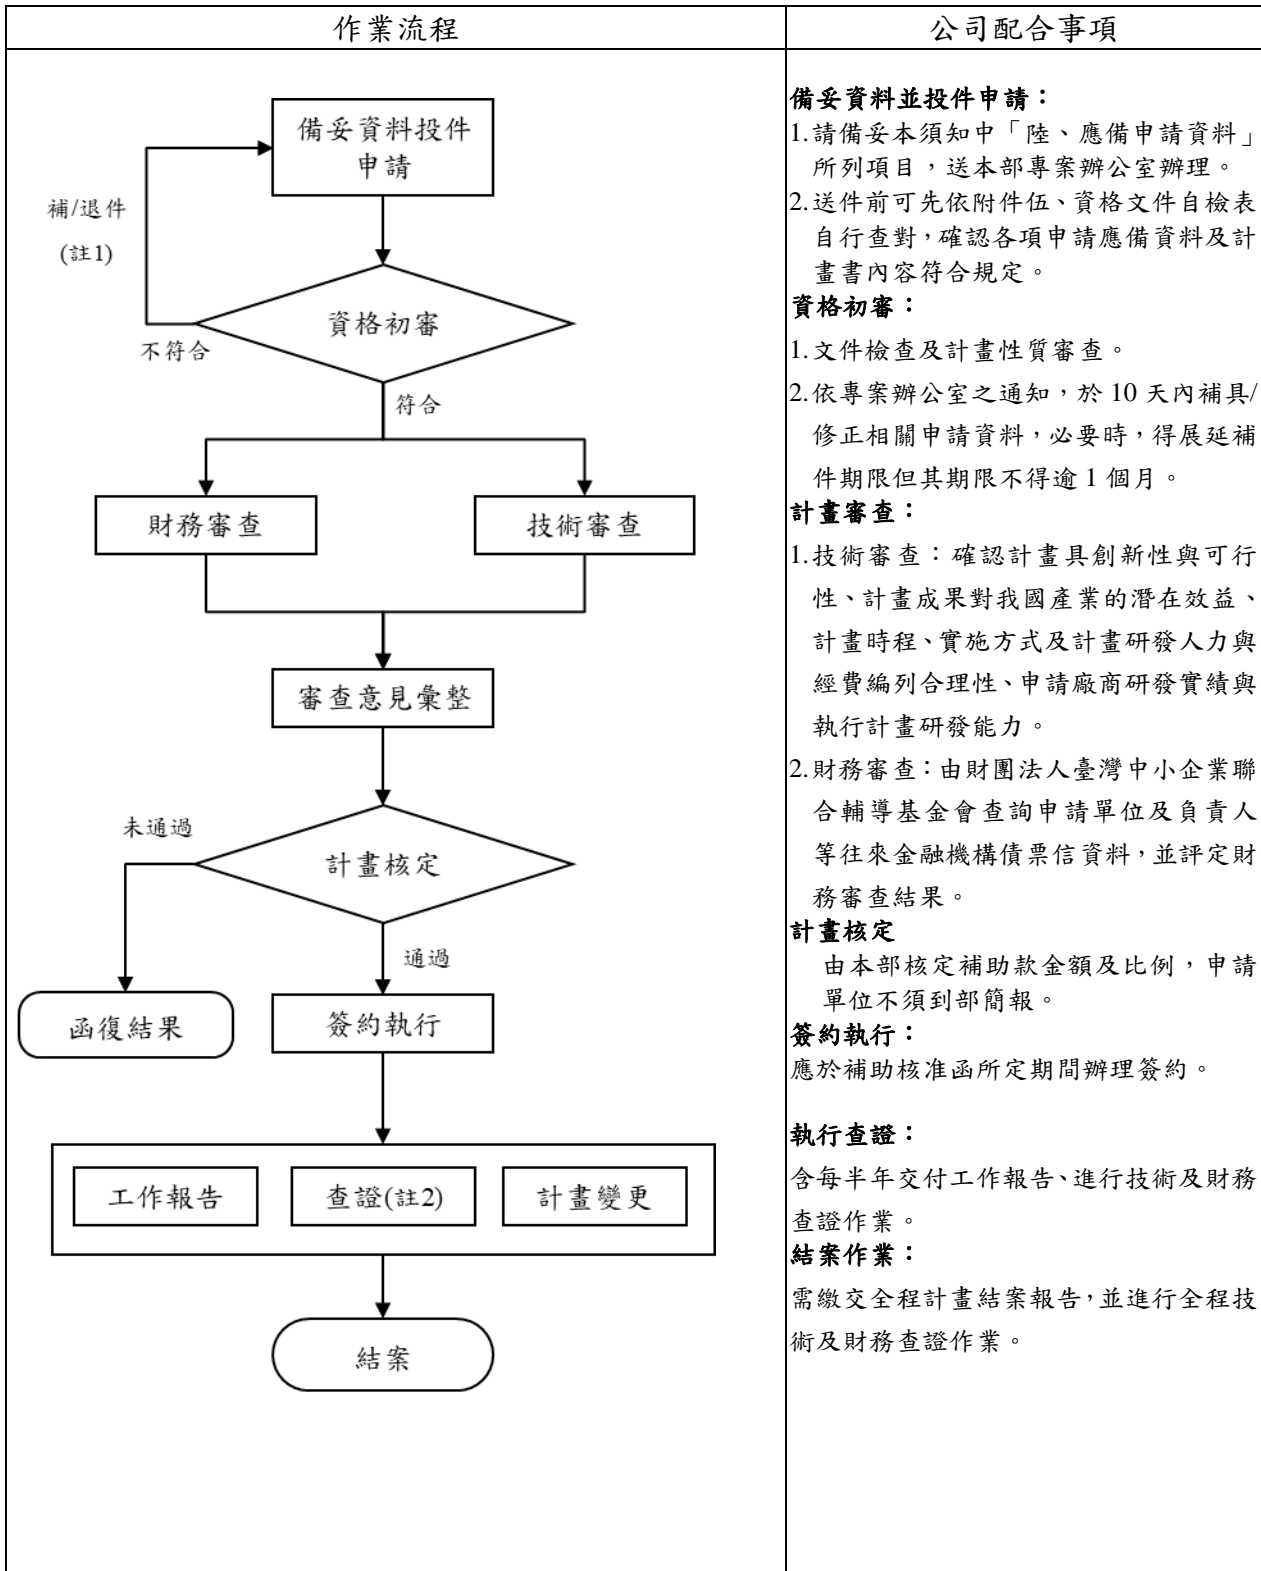 作業流程
公司配合事項
備妥資料投件
申請
補/退件
(註1)
資格初審
不符合
符合
財務審查
技術審查
審查意見彙整
未通過
計畫核定
通過
函復結果
簽約執行
工作報告
查證(註2)
計畫變更
結案
備妥資料並投件申請：
1.請備妥本須知中「陸、應備申請資料」
所列項目，送本部專案辦公室辦理。
2.送件前可先依附件伍、資格文件自檢表
自行查對，確認各項申請應備資料及計
畫書內容符合規定。
資格初審：
1.文件檢查及計畫性質審查。
2.依專案辦公室之通知，於 10 天內補具/
修正相關申請資料，必要時，得展延補
件期限但其期限不得逾 1 個月。
計畫審查：
1.技術審查：確認計畫具創新性與可行
性、計畫成果對我國產業的潛在效益、
計畫時程、實施方式及計畫研發人力與
經費編列合理性、申請廠商研發實績與
執行計畫研發能力。
2.財務審查：由財團法人臺灣中小企業聯
合輔導基金會查詢申請單位及負責人
等往來金融機構債票信資料，並評定財
務審查結果。
計畫核定
由本部核定補助款金額及比例，申請
單位不須到部簡報。
簽約執行：
應於補助核准函所定期間辦理簽約。
執行查證：
含每半年交付工作報告、進行技術及財務
查證作業。
結案作業：
需繳交全程計畫結案報告，並進行全程技
術及財務查證作業。